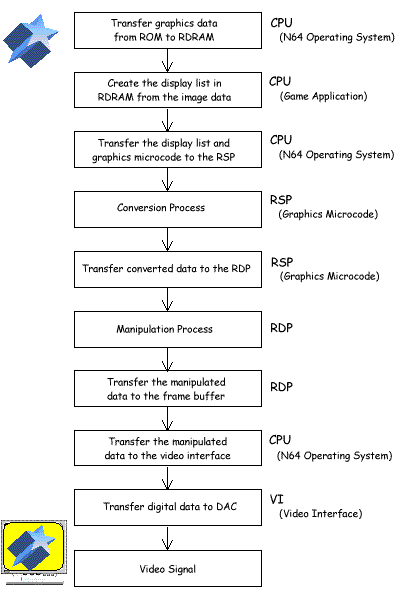 Transfer graphics data
from ROM to RDRAM
CPU
(N64 Operating System)
Create the display list in
RDRAM from the image data
CPU
(Game Application)
Transfer the display list and
graphics microcode to the RSP
CPU
(N64 Operating System)
Conversion Process
RSP
(Graphics Microcode)
Transfer converted data to the RDP
RSP
(Graphics Microcode)
Manipulation Process
RDP
Transfer the manipulated
data to the frame buffer
RDP
Transfer the manipulated
data to the video interface
CPU
(N64 Operating System)
Transfer digital data to DAC
VI
(Video Interface)
Video Signal